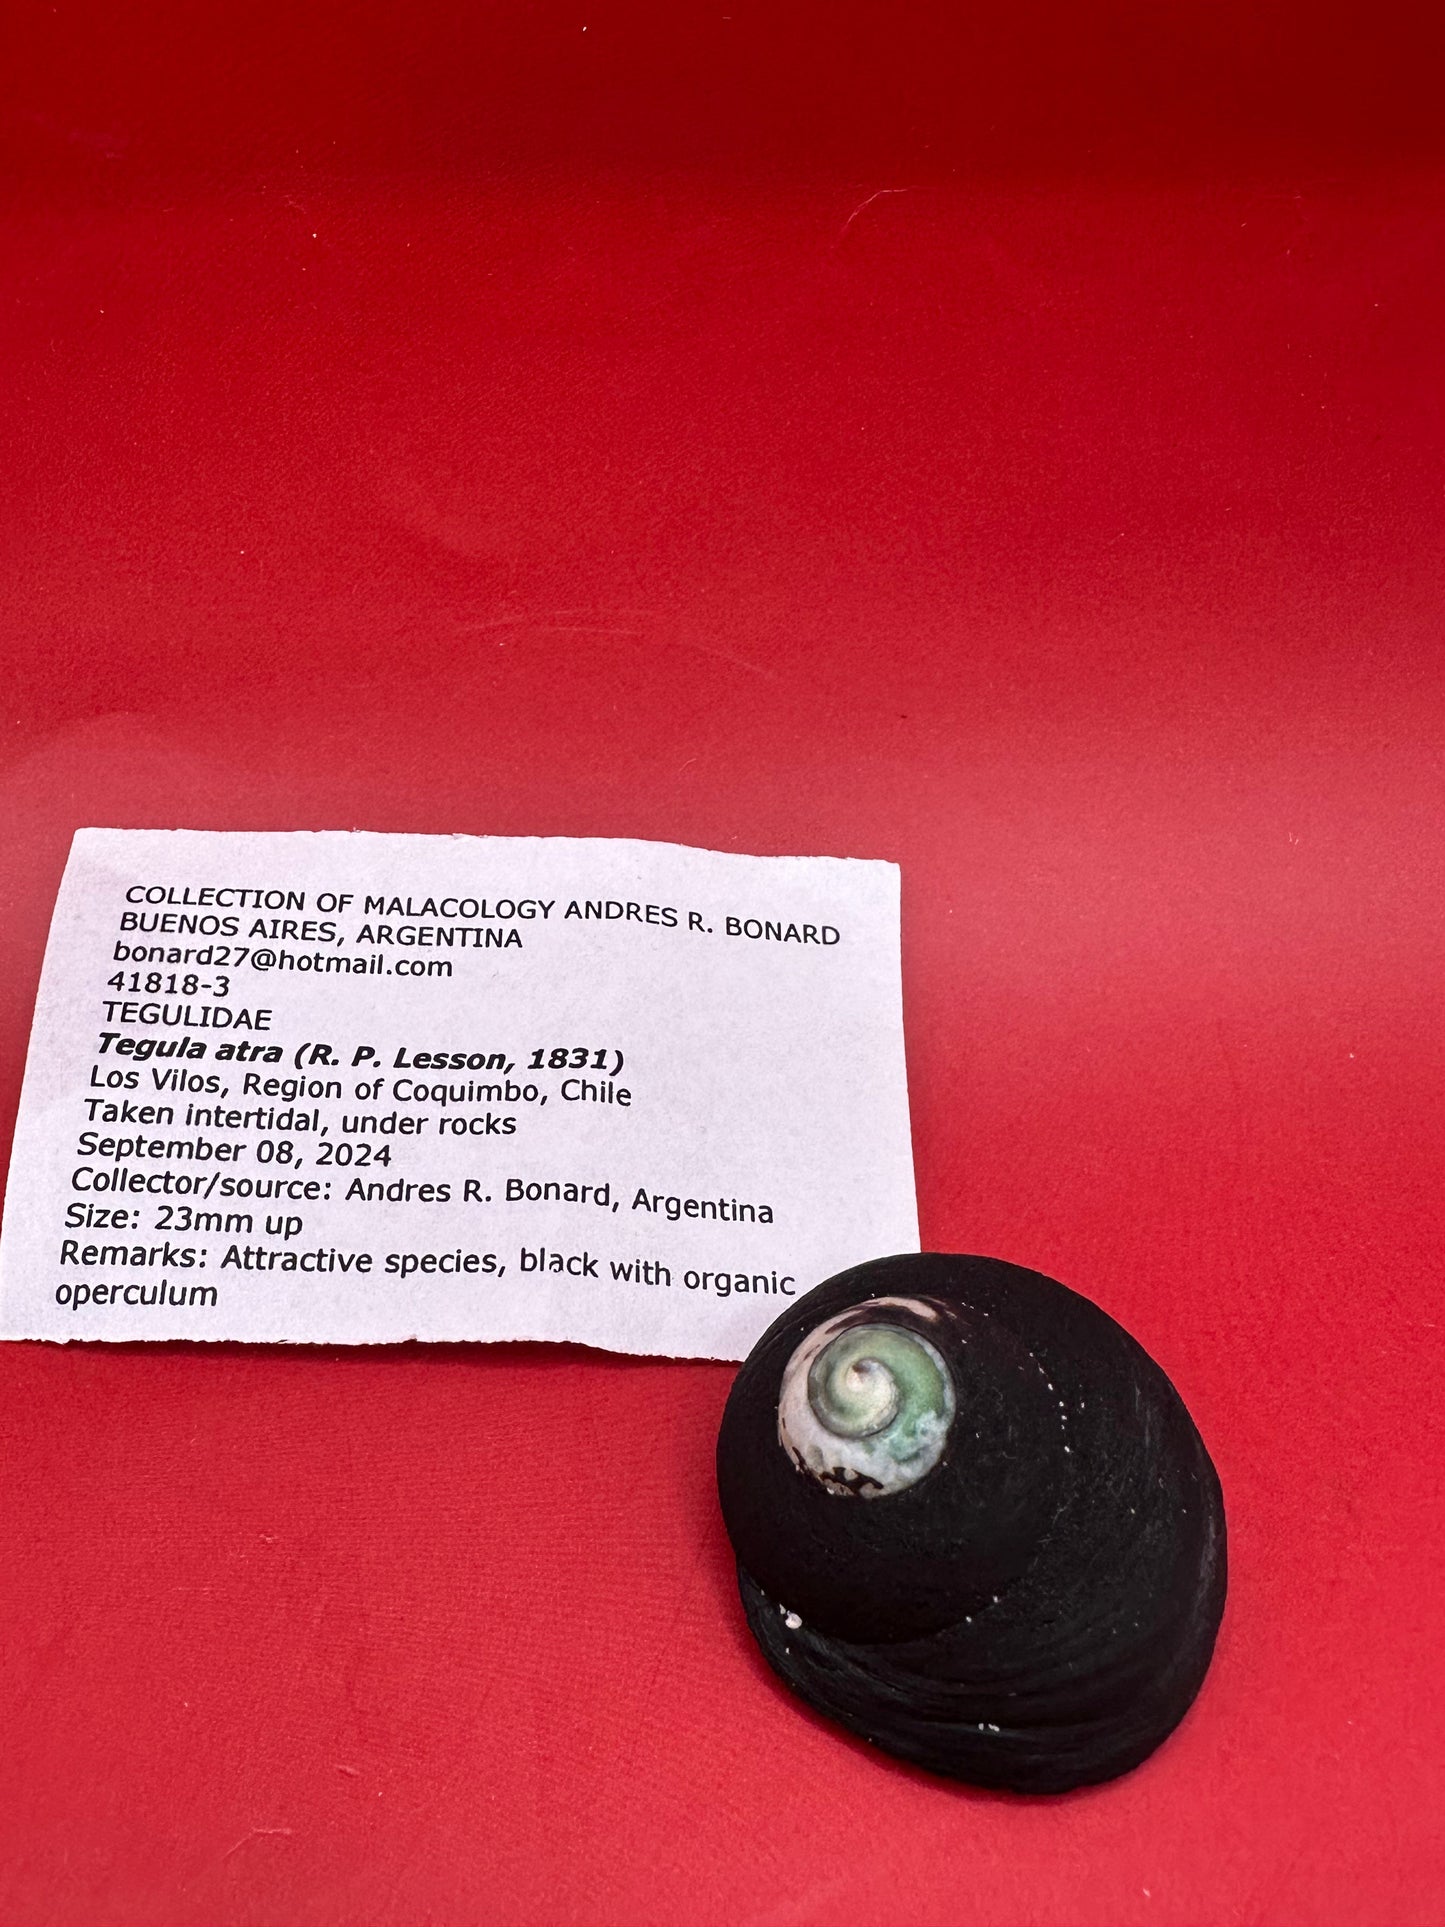 COLLECTION OF MALACOLOGY ANDRES R. BONARD
BUENOS AIRES, ARGENTINA
bonard27@hotmail.com
41818-3
TEGULIDAE
Tegula atra (R. P. Lesson, 1831)
Los Vilos, Region of Coquimbo, Chile
Taken intertidal, under rocks
September 08, 2024
Collector/source: Andres R. Bonard, Argentina
Size: 23mm up
Remarks: Attractive species, black with organic
operculum